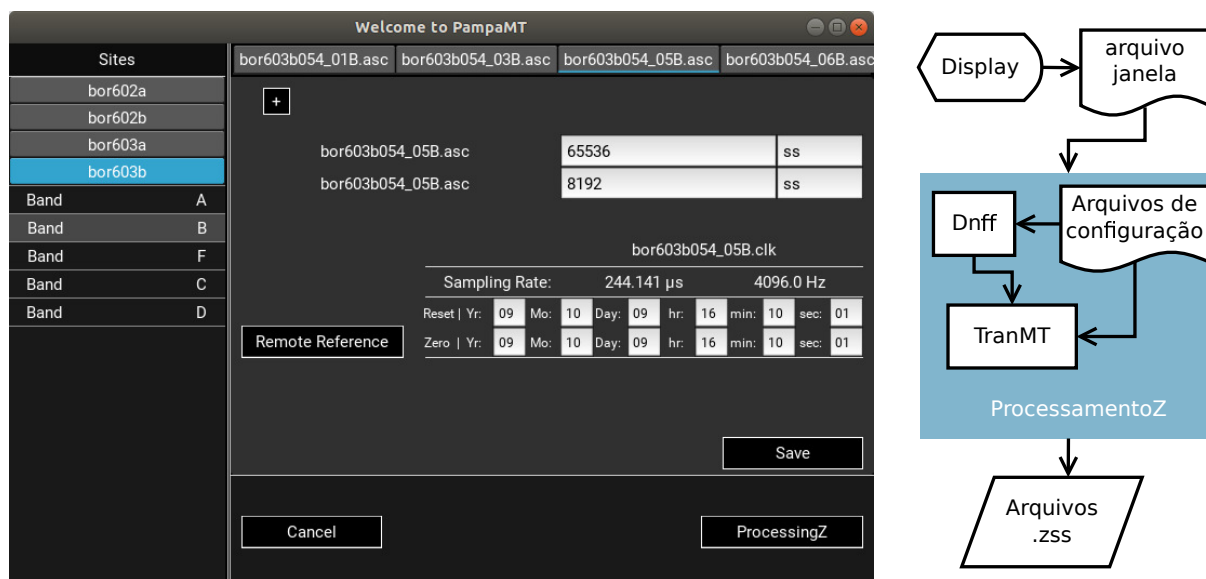 Welcome to PampaMT
Sites
bor602a
bor602b
bor603a
bor603b
Band A
Band B
Band F
Band C
Band D
bor603b054_01B.asc bor603b054_03B.asc bor603b054_05B.asc bor603b054_06B.asc
+
bor603b054_05B.asc 65536 ss
bor603b054_05B.asc 8192 ss
bor603b054_05B.clk
Sampling Rate: 244.141 µs 4096.0 Hz
Reset | Yr: 09 Mo: 10 Day: 09 hr: 16 min: 10 sec: 01
Remote Reference
Zero | Yr: 09 Mo: 10 Day: 09 hr: 16 min: 10 sec: 01
Save
Cancel
ProcessingZ
Display
arquivo
janela
Dnff
Arquivos de
configuração
TranMT
ProcessamentoZ
Arquivos
.zss